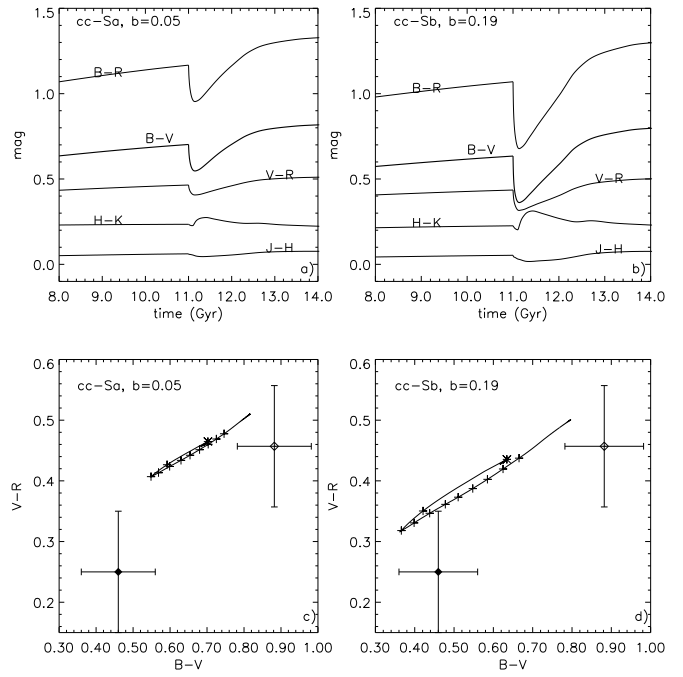 cc-Sa, b=0.05
1.5
1.0
0.5
0.0
mag
B-R
B-V
V-R
H-K
J-H
a)
8.0 9.0 10.0 11.0 12.0 13.0 14.0
time (Gyr)
cc-Sb, b=0.19
1.5
1.0
0.5
0.0
mag
B-R
B-V
V-R
H-K
J-H
b)
8.0 9.0 10.0 11.0 12.0 13.0 14.0
time (Gyr)
cc-Sa, b=0.05
0.6
0.5
0.4
0.3
0.2
V-R
c)
0.30 0.40 0.50 0.60 0.70 0.80 0.90 1.00
B-V
cc-Sb, b=0.19
0.6
0.5
0.4
0.3
0.2
V-R
d)
0.30 0.40 0.50 0.60 0.70 0.80 0.90 1.00
B-V